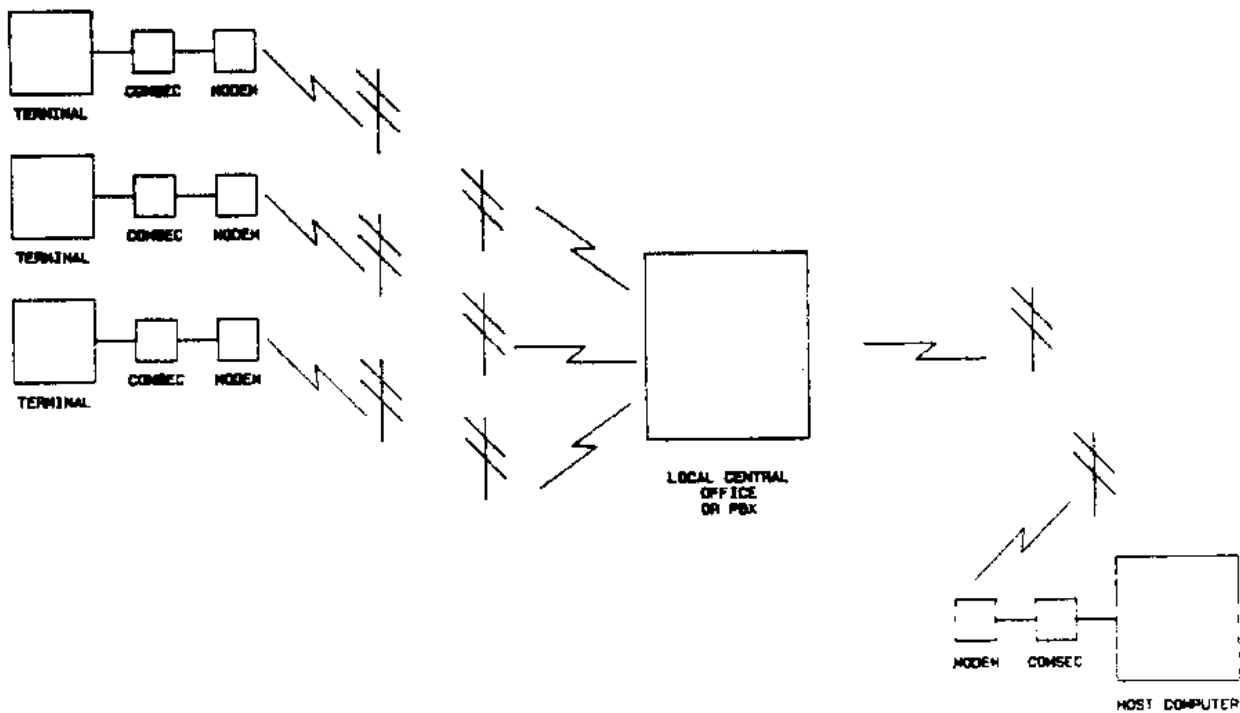 COMSEC MODEM
TERMINAL
COMSEC MODEM
TERMINAL
COMSEC MODEM
TERMINAL
LOCAL CENTRAL
OFFICE
OR PBX
MODEM COMSEC
HOST COMPUTER